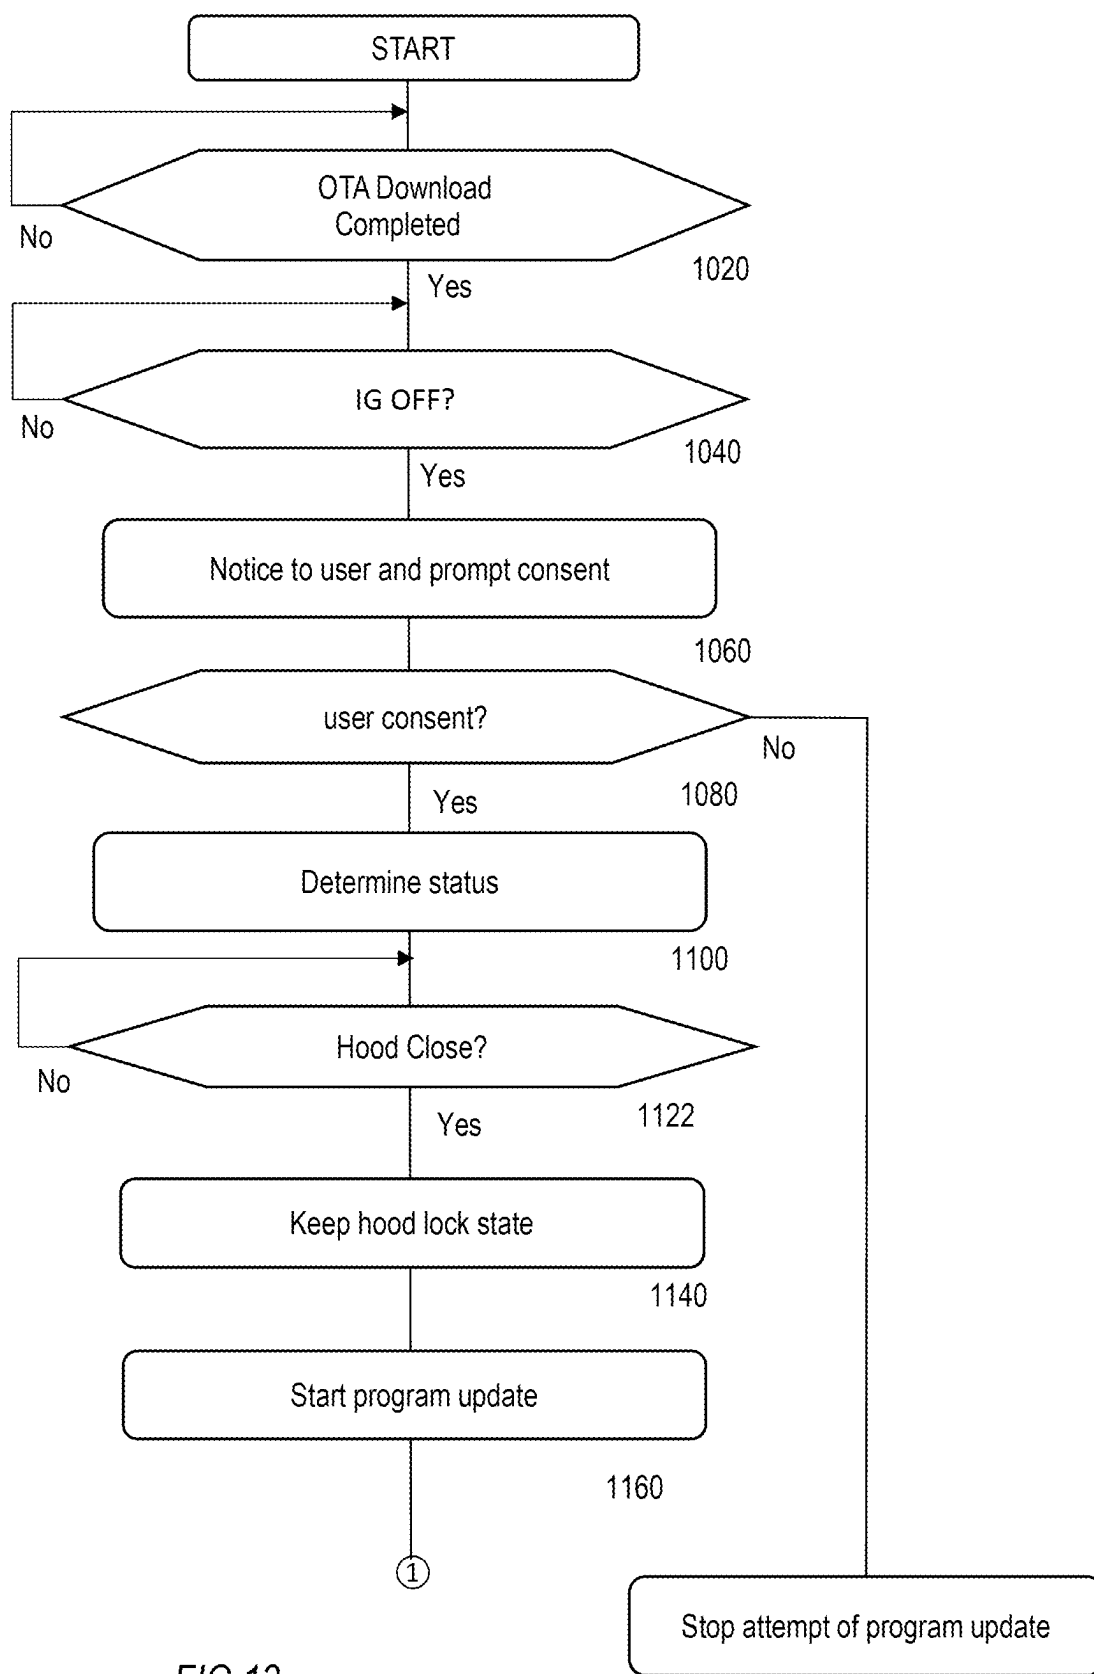 START
OTA Download
Completed
No
1020
Yes
IG OFF?
No
1040
Yes
Notice to user and prompt consent
1060
user consent?
No
1080
Yes
Determine status
1100
Hood Close?
No
1122
Yes
Keep hood lock state
1140
Start program update
1160
1
Stop attempt of program update